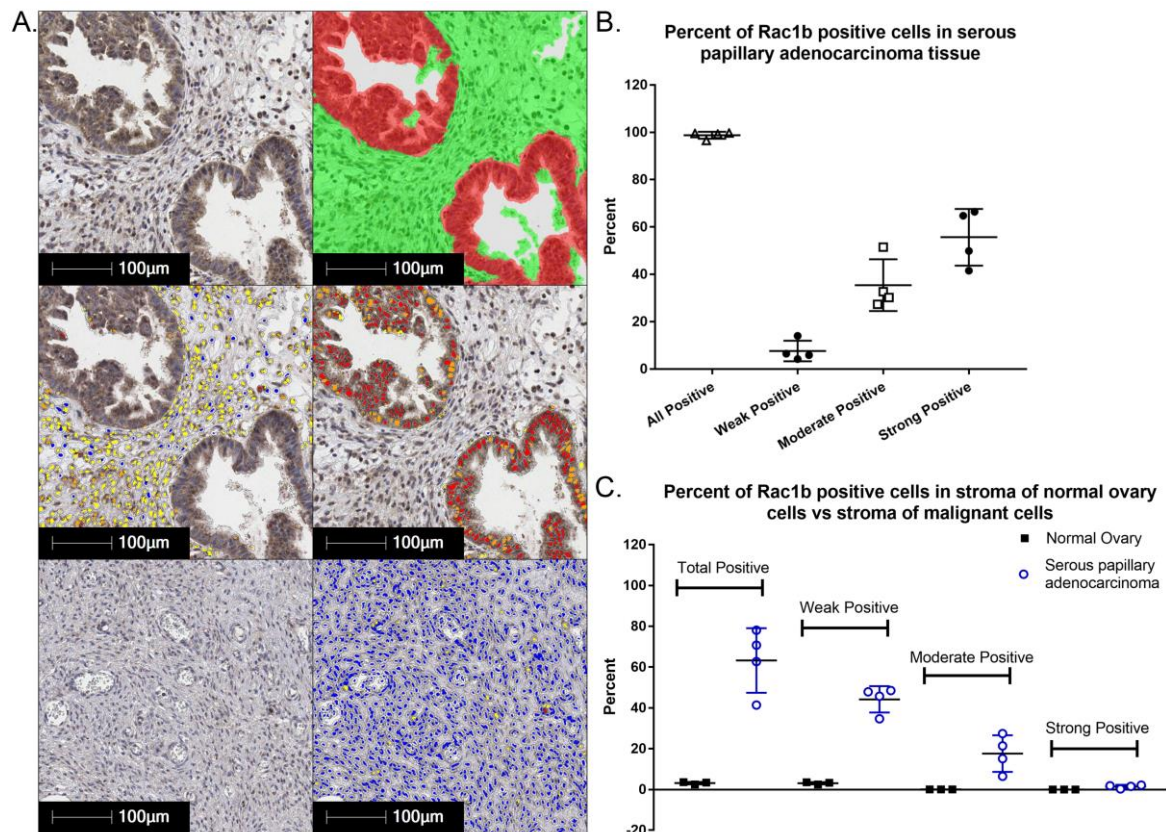 A.
100μm
100μm
100μm
100μm
100μm
100μm
B.
Percent of Rac1b positive cells in serous
papillary adenocarcinoma tissue
120
100
80
60
40
20
0
Percent
All Positive
Weak Positive
Moderate Positive
Strong Positive
C.
Percent of Rac1b positive cells in stroma of normal ovary
cells vs stroma of malignant cells
Normal Ovary
Serous papillary
adenocarcinoma
120
100
80
60
40
20
0
-20
Percent
Total Positive
Weak Positive
Moderate Positive
Strong Positive